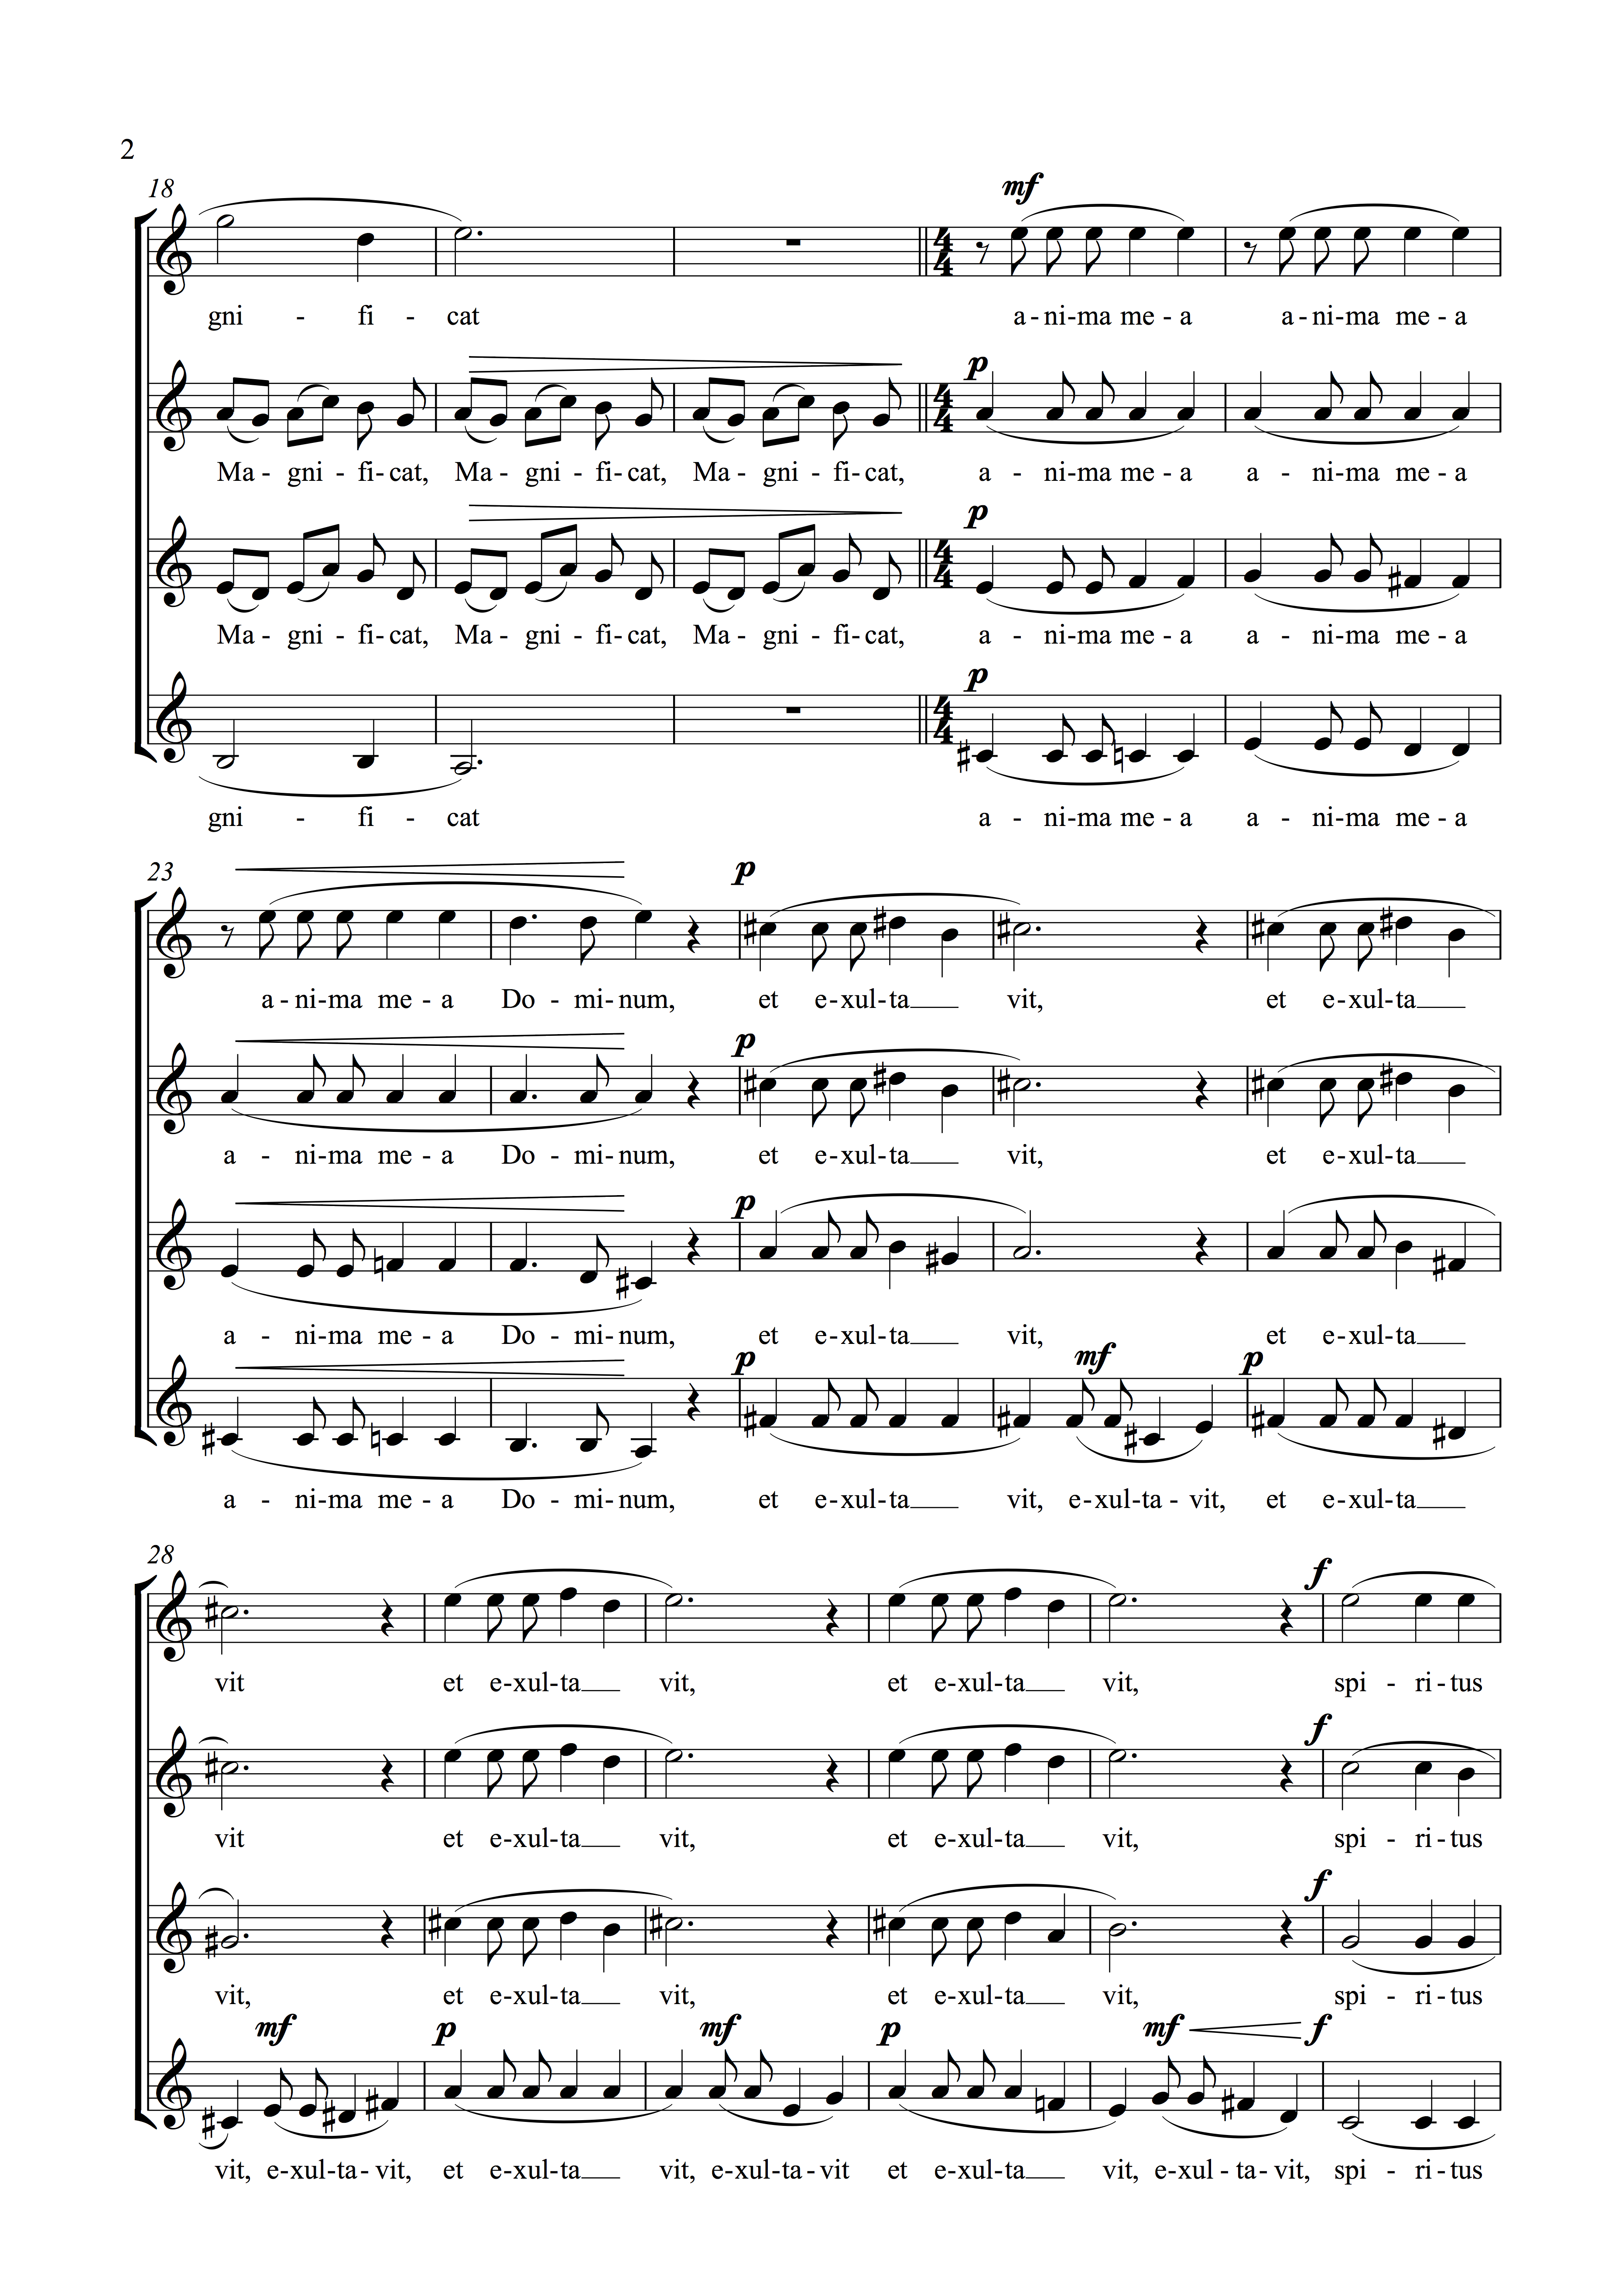 2
18
mf
gni - fi - cat a - ni - ma me - a a - ni - ma me - a
p
Ma - gni - fi - cat, Ma - gni - fi - cat, Ma - gni - fi - cat, a - ni - ma me - a a - ni - ma me - a
p
Ma - gni - fi - cat, Ma - gni - fi - cat, Ma - gni - fi - cat, a - ni - ma me - a a - ni - ma me - a
p
gni - fi - cat a - ni - ma me - a a - ni - ma me - a
23
p
a - ni - ma me - a Do - mi - num, et e - xul - ta vit, et e - xul - ta
p
a - ni - ma me - a Do - mi - num, et e - xul - ta vit, et e - xul - ta
p
a - ni - ma me - a Do - mi - num, et e - xul - ta vit, et e - xul - ta
p mf p
a - ni - ma me - a Do - mi - num, et e - xul - ta vit, e - xul - ta - vit, et e - xul - ta
28
f
vit et e - xul - ta vit, et e - xul - ta vit, spi - ri - tus
f
vit et e - xul - ta vit, et e - xul - ta vit, spi - ri - tus
f
vit, et e - xul - ta vit, et e - xul - ta vit, spi - ri - tus
mf p mf p mf f
vit, e - xul - ta - vit, et e - xul - ta vit, e - xul - ta - vit et e - xul - ta vit, e - xul - ta - vit, spi - ri - tus